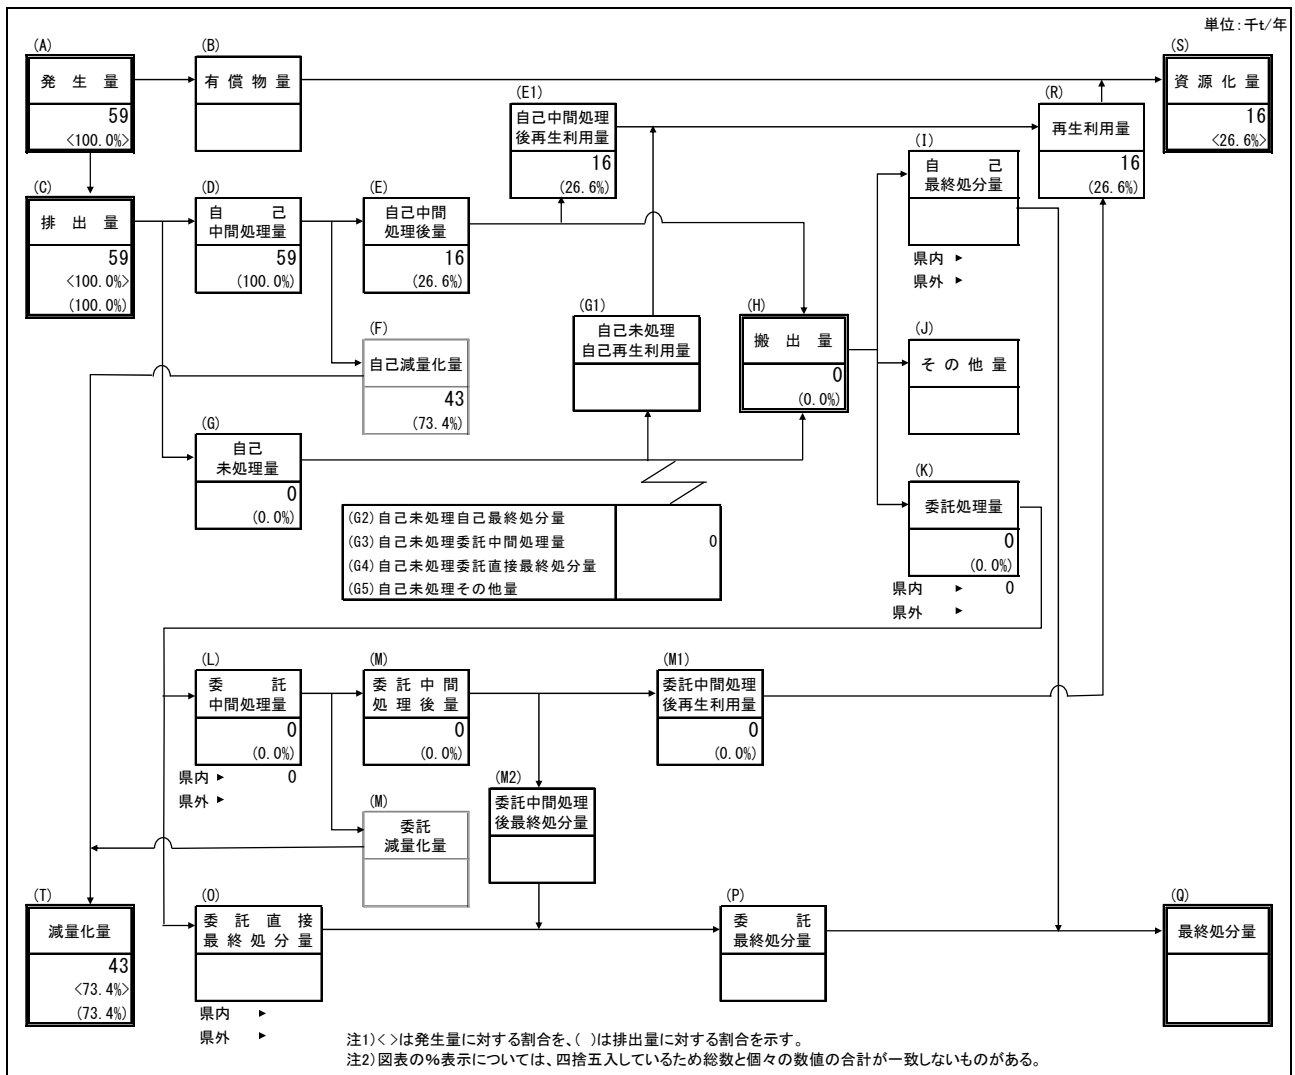 単位:千t/年
(A)
発生量
59
<100.0%>
(B)
有償物量
(S)
資源化量
16
<26.6%>
(E1)
自己中間処理
後再生利用量
16
(26.6%)
(R)
再生利用量
16
(26.6%)
(I)
自己
最終処分量
県内 ►
県外 ►
(C)
排出量
59
<100.0%>
(100.0%)
(D)
自己
中間処理量
59
(100.0%)
(E)
自己中間
処理後量
16
(26.6%)
(F)
自己減量化量
43
(73.4%)
(G1)
自己未処理
自己再生利用量
(H)
搬出量
0
(0.0%)
(J)
その他量
(G)
自己
未処理量
0
(0.0%)
(G2)自己未処理自己最終処分量
(G3)自己未処理委託中間処理量 0
(G4)自己未処理委託直接最終処分量
(G5)自己未処理その他量
(K)
委託処理量
0
(0.0%)
県内 ► 0
県外 ►
(L)
委託
中間処理量
0
(0.0%)
県内 ► 0
県外 ►
(M)
委託中間
処理後量
0
(0.0%)
(M1)
委託中間処理
後再生利用量
0
(0.0%)
(M2)
委託中間処理
後最終処分量
(M)
委託
減量化量
(T)
減量化量
43
<73.4%>
(73.4%)
(O)
委託直接
最終処分量
県内 ►
県外 ►
(P)
委託
最終処分量
(Q)
最終処分量
注1)< >は発生量に対する割合を、( )は排出量に対する割合を示す。
注2)図表の%表示については、四捨五入しているため総数と個々の数値の合計が一致しないものがある。